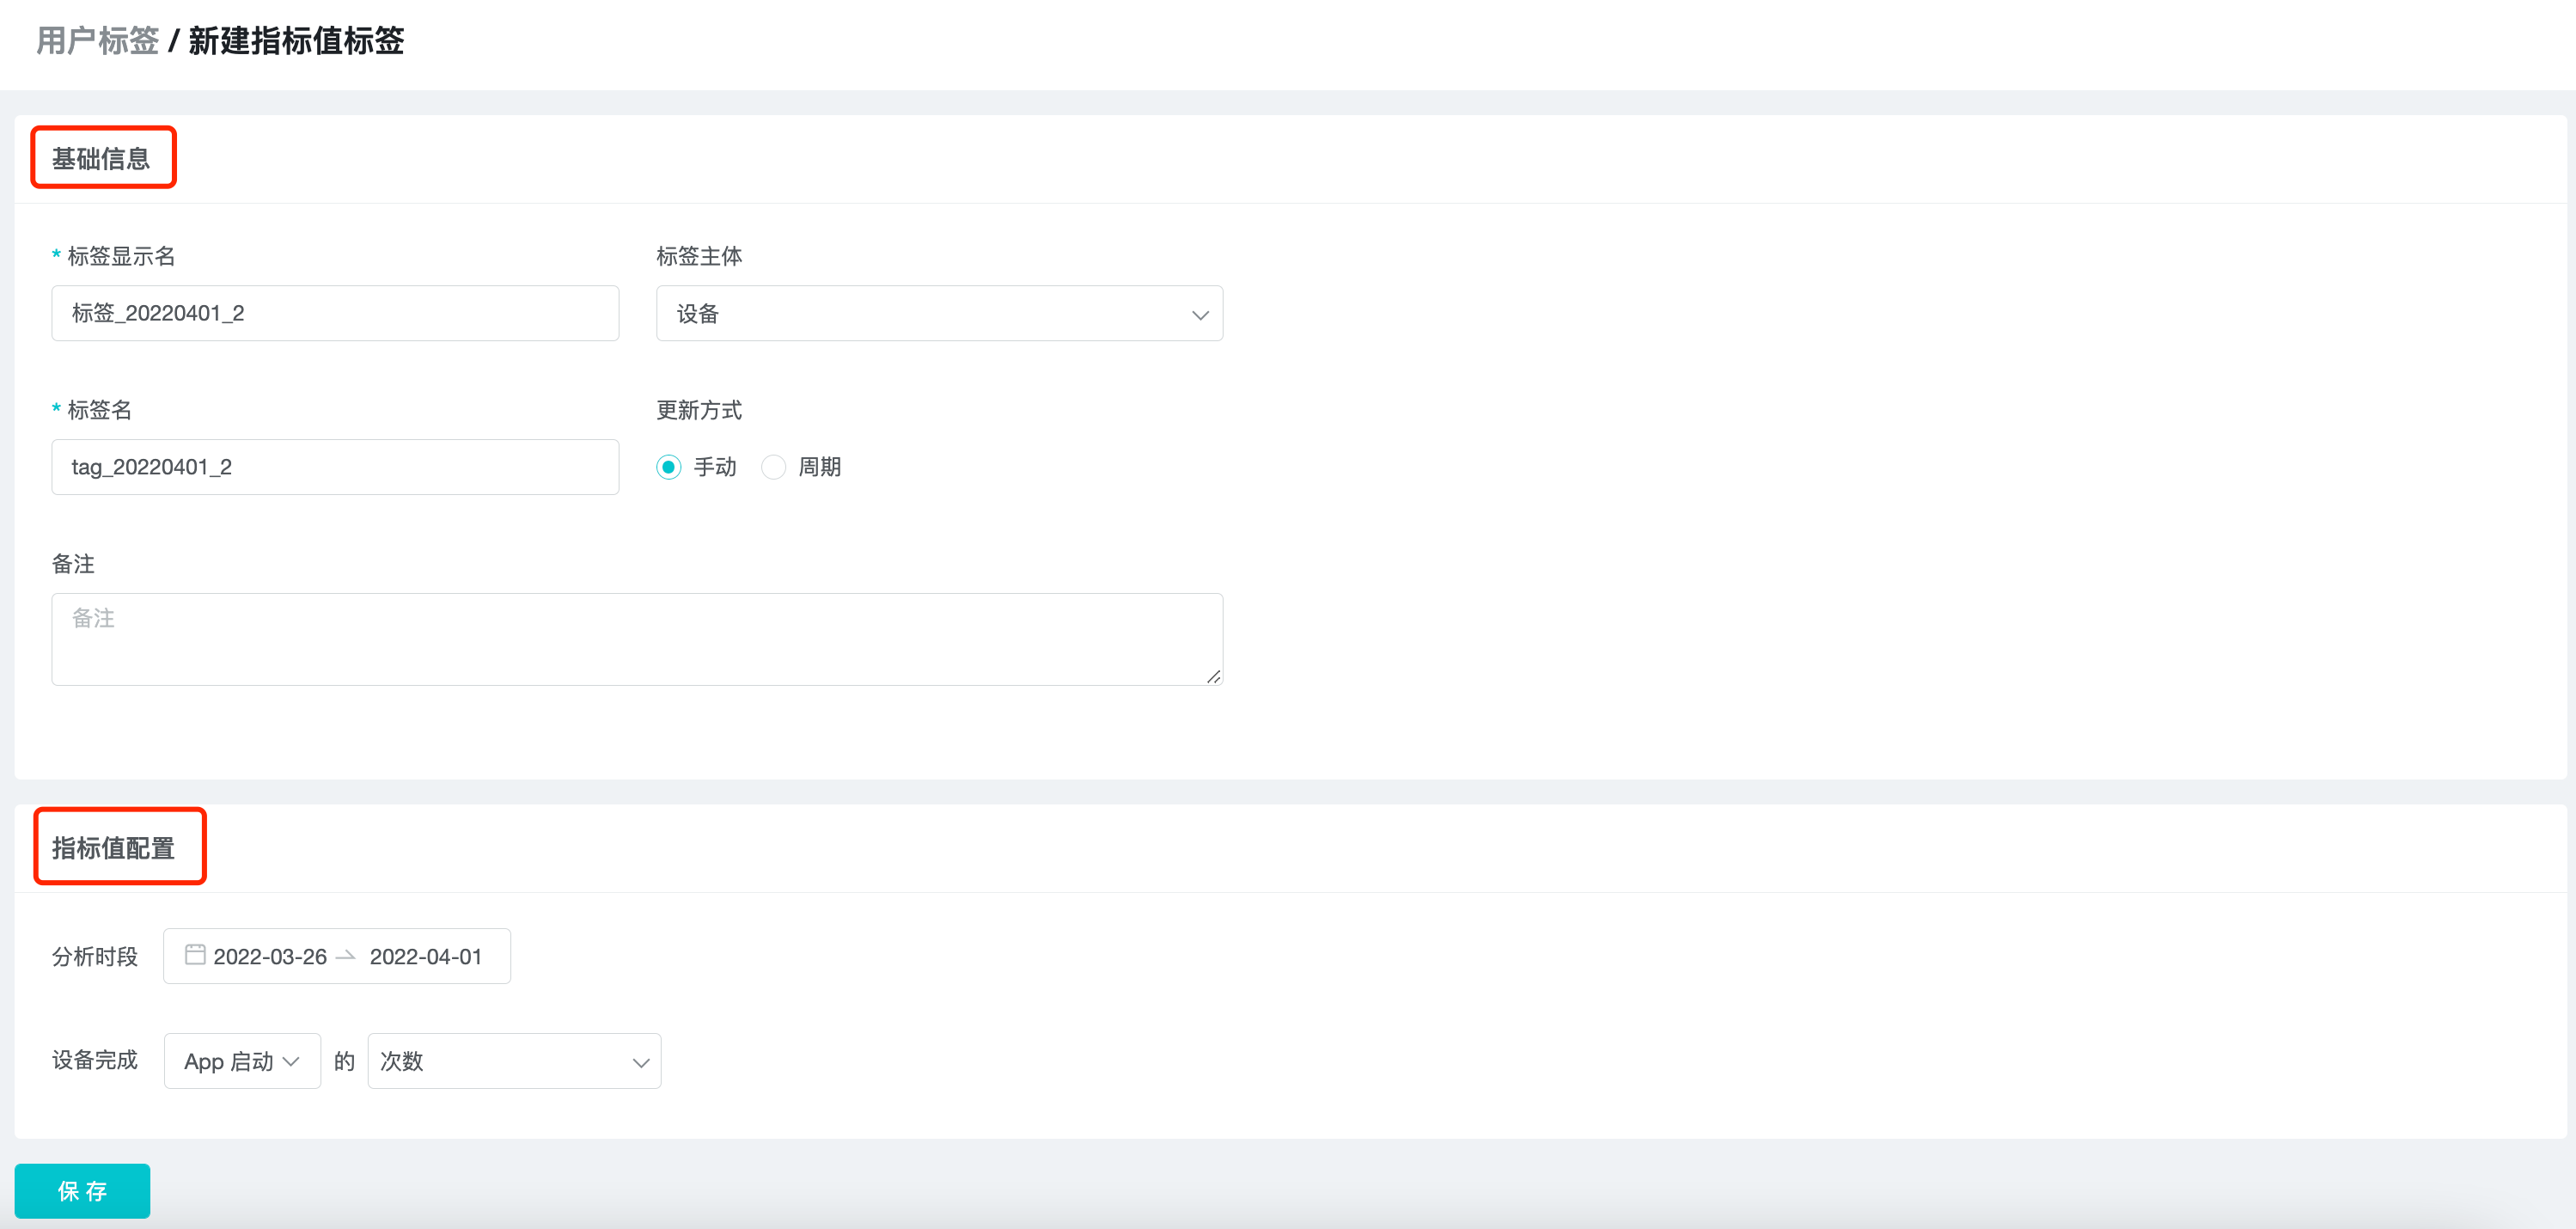 用户标签 / 新建指标值标签
基础信息
* 标签显示名
标签主体
标签_20220401_2
设备
* 标签名
更新方式
tag_20220401_2
手动 周期
备注
备注
指标值配置
分析时段 2022-03-26 → 2022-04-01
设备完成 App 启动 的 次数
保 存